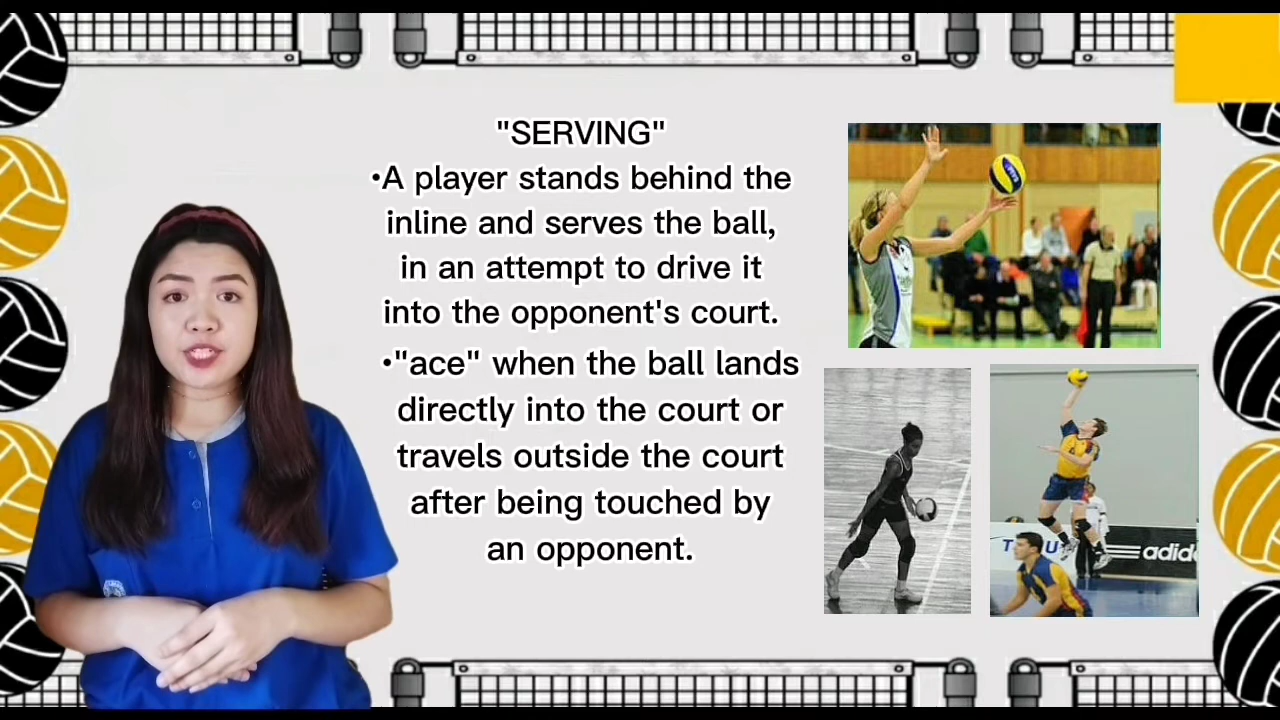 "SERVING"
•A player stands behind the
inline and serves the ball,
in an attempt to drive it
into the opponent's court.
•"ace" when the ball lands
directly into the court or
travels outside the court
after being touched by
an opponent.
adid